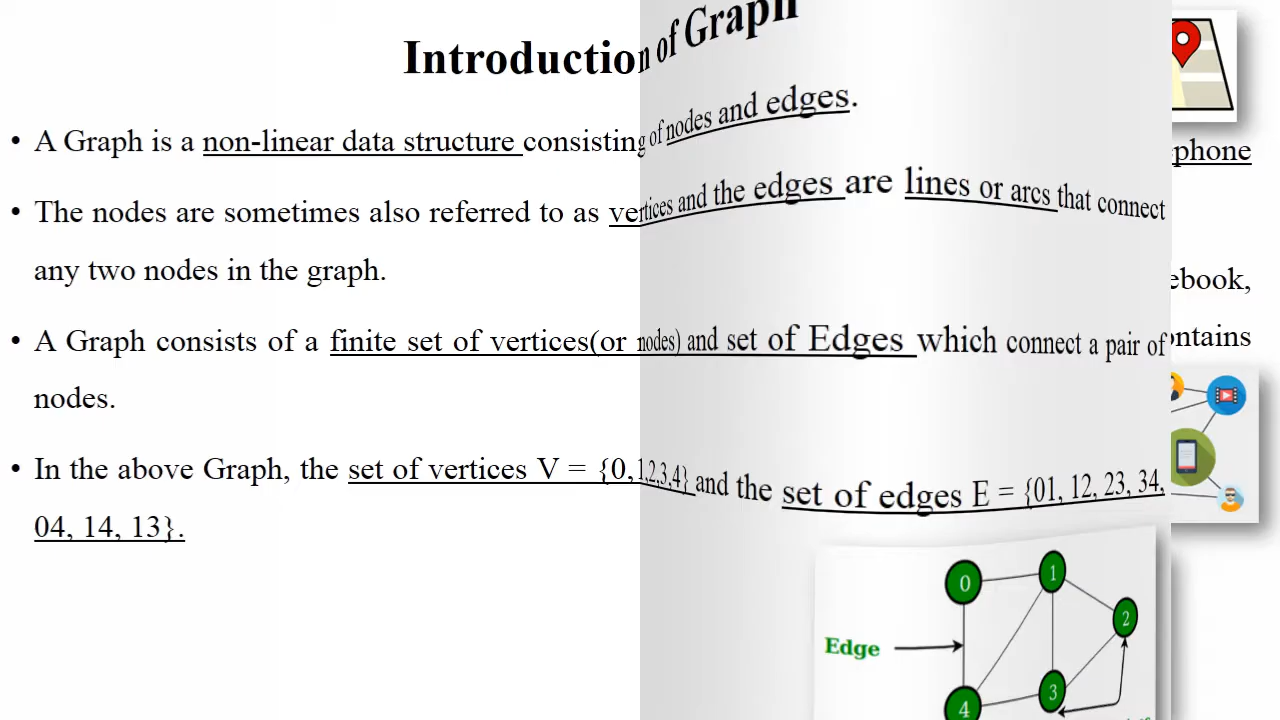 Introduction of Graph
• A Graph is a non-linear data structure consisting of nodes and edges.
• The nodes are sometimes also referred to as vertices and the edges are lines or arcs that connect
any two nodes in the graph.
• A Graph consists of a finite set of vertices(or nodes) and set of Edges which connect a pair of
nodes.
• In the above Graph, the set of vertices V = {0,1,2,3,4} and the set of edges E = {01, 12, 23, 34,
04, 14, 13}.
0
1
2
Edge
3
4
ephone
ebook,
ontains